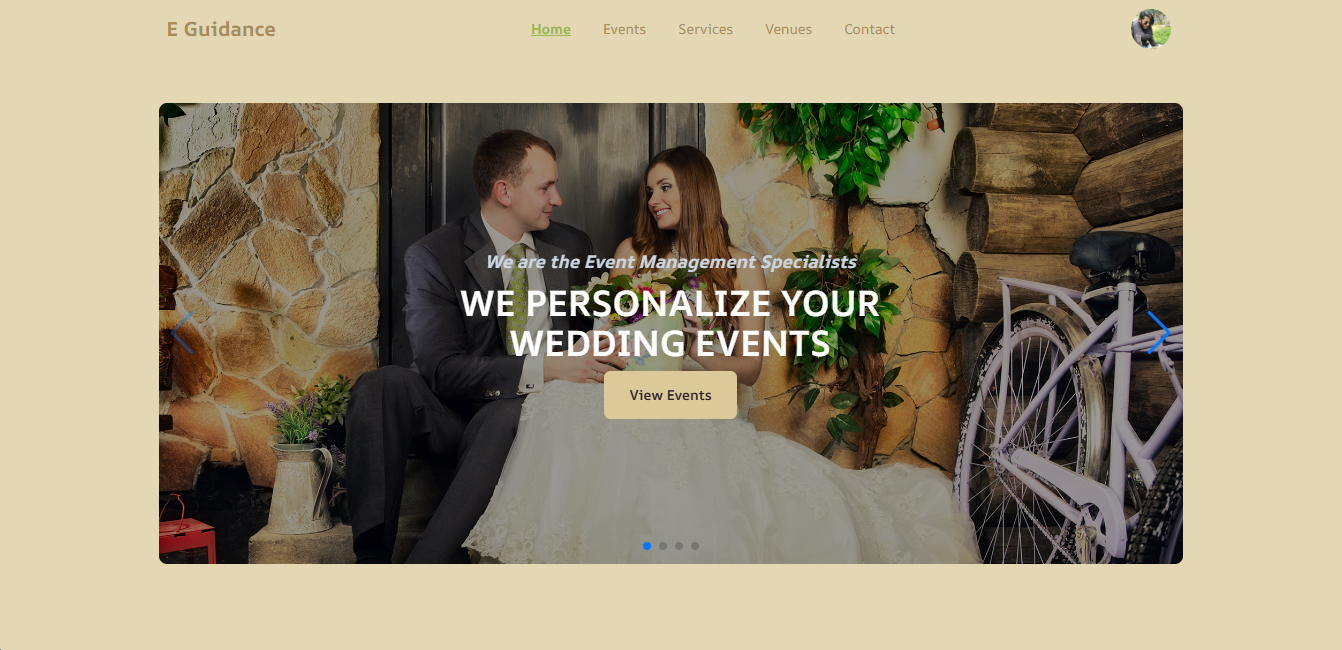 E Guidance
Home Events Services Venues Contact
We are the Event Management Specialists
WE PERSONALIZE YOUR
WEDDING EVENTS
View Events